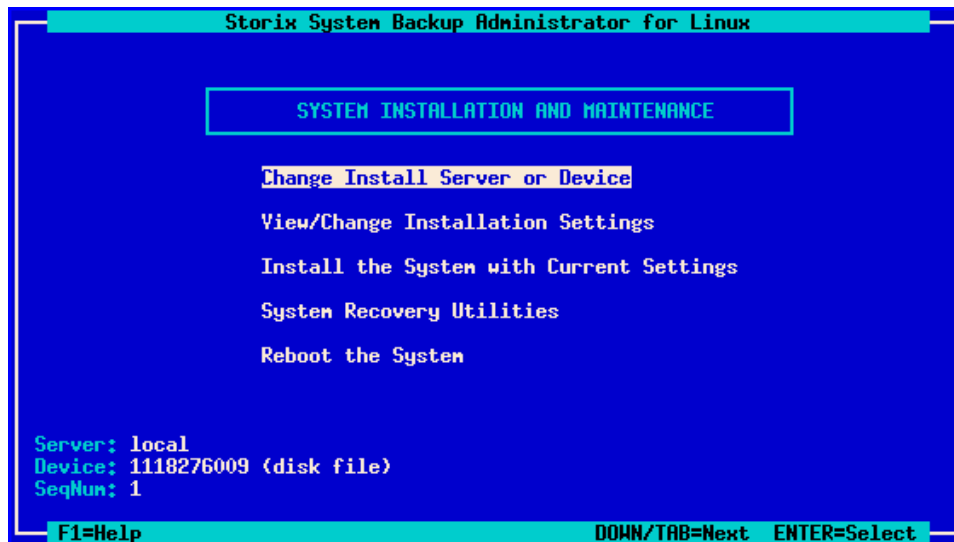 Storix System Backup Administrator for Linux
SYSTEM INSTALLATION AND MAINTENANCE
Change Install Server or Device
View/Change Installation Settings
Install the System with Current Settings
System Recovery Utilities
Reboot the System
Server: local
Device: 1118276009 (disk file)
SeqNum: 1
F1=Help DOWN/TAB=Next ENTER=Select